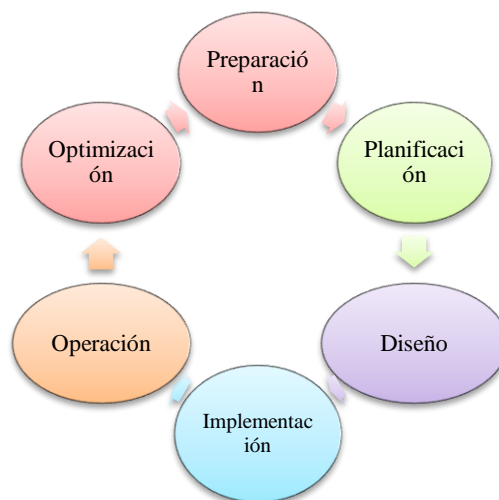 Preparació
n
Planificaci
ón
Diseño
Implementac
ión
Operación
Optimizaci
ón